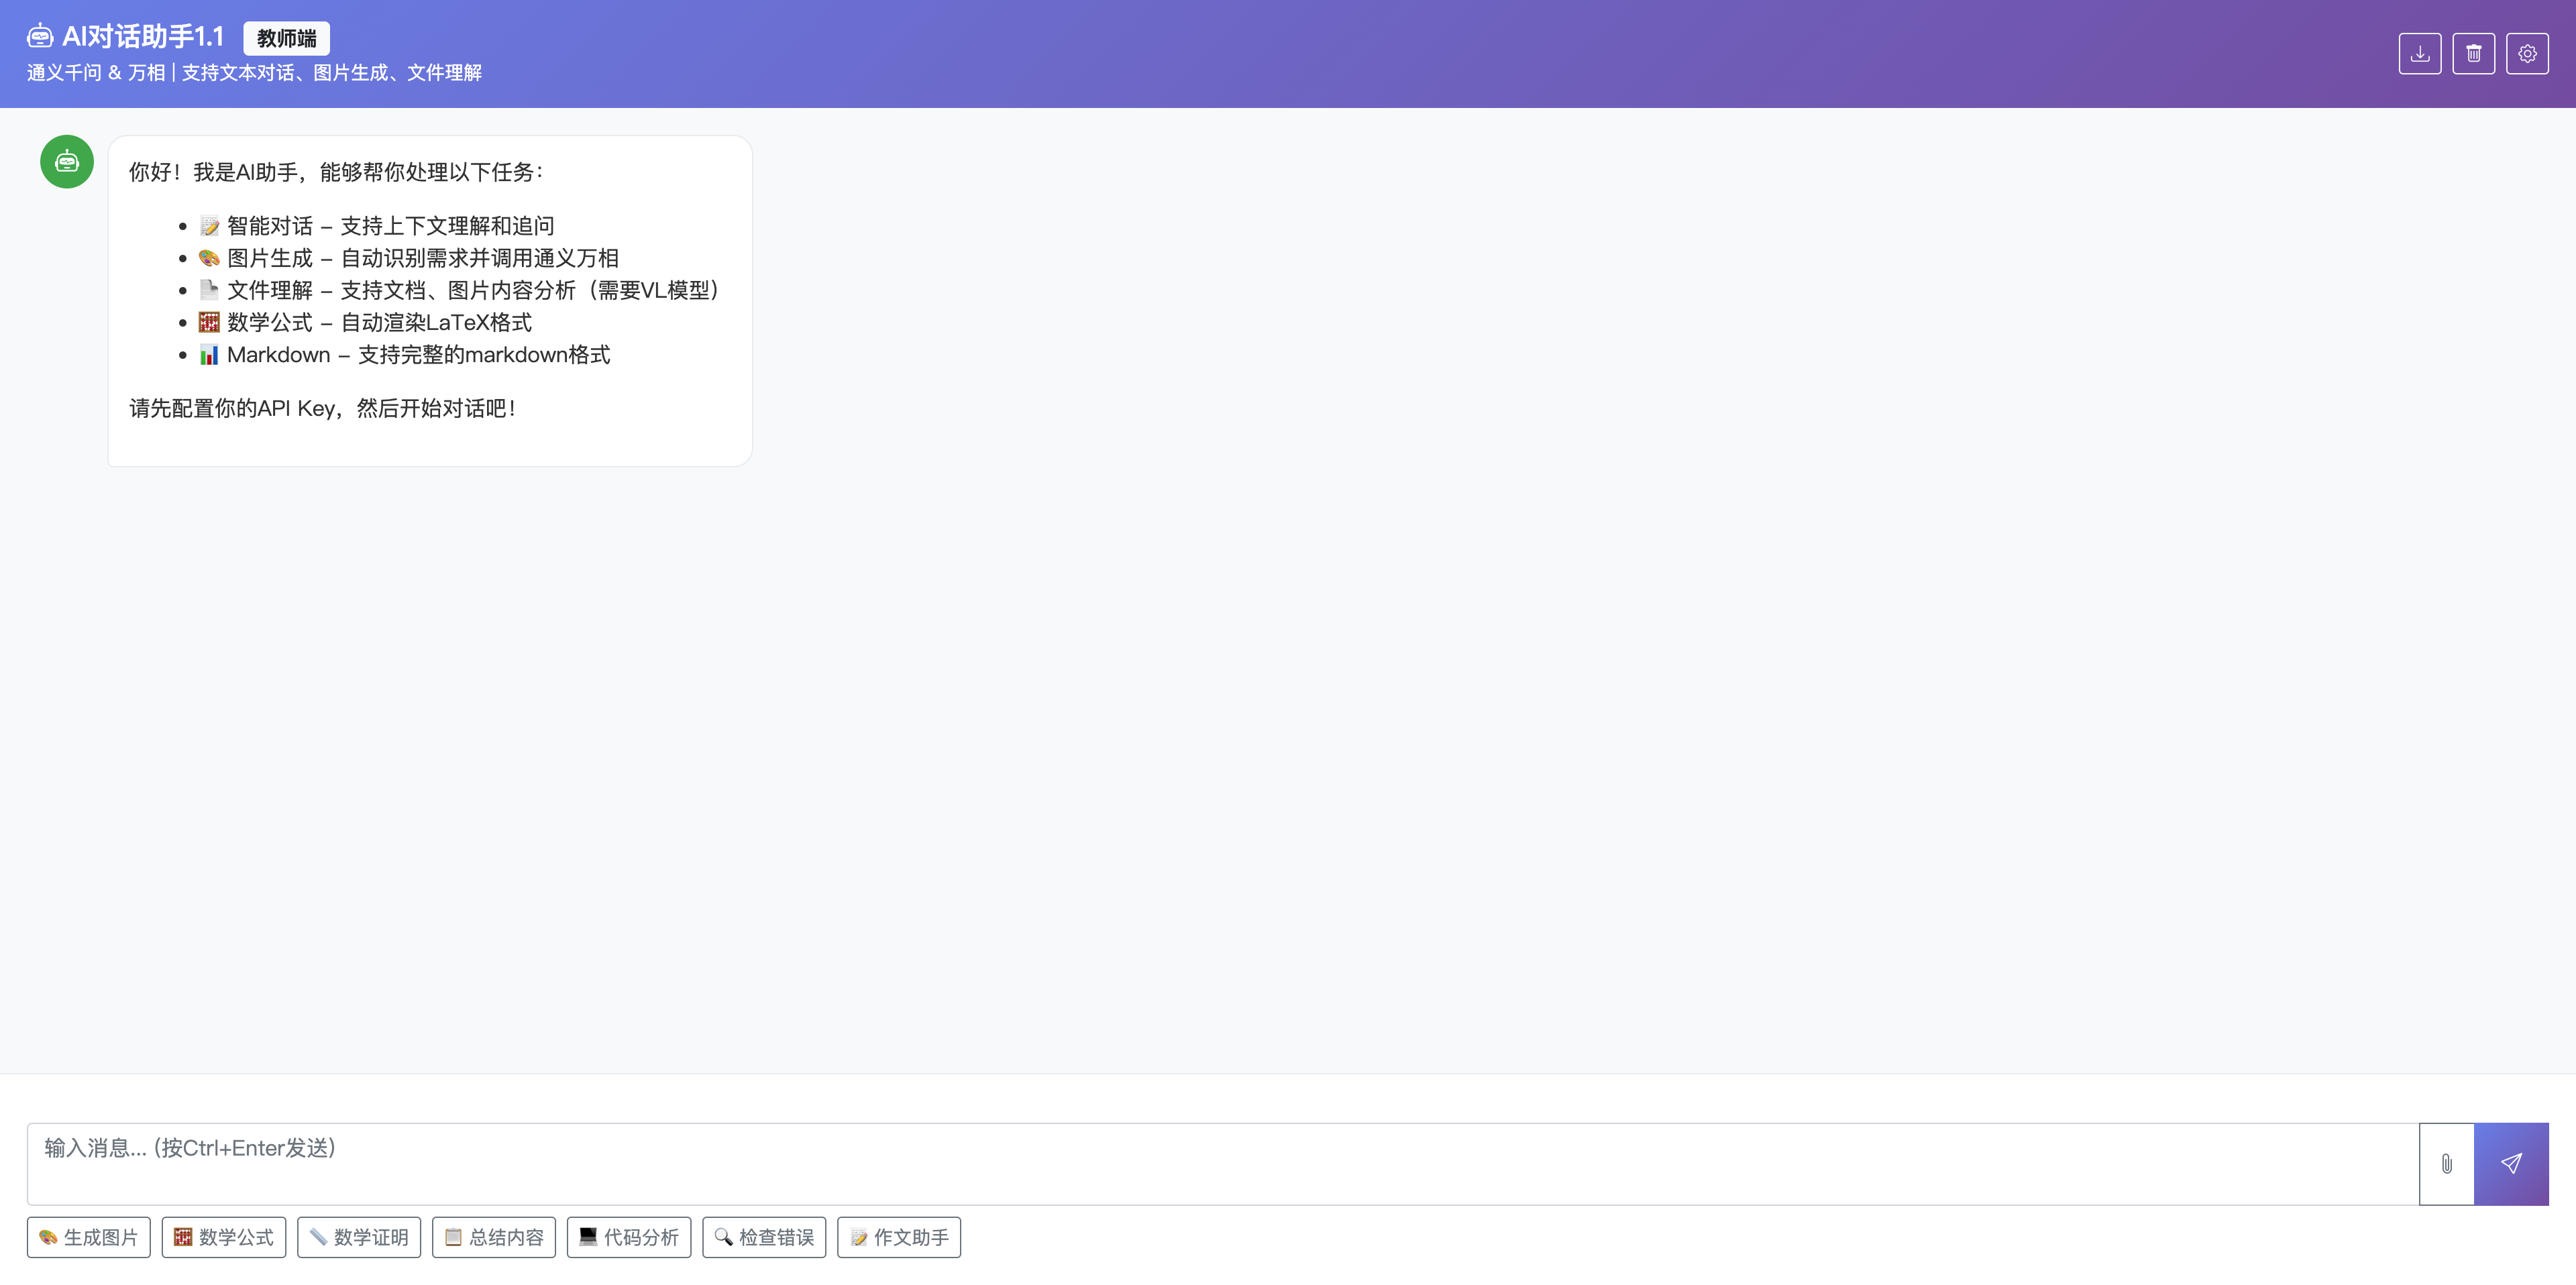 AI对话助手1.1 教师端
通义千问 & 万相 | 支持文本对话、图片生成、文件理解
你好！我是AI助手，能够帮你处理以下任务：
• 📝 智能对话 – 支持上下文理解和追问
• 🎨 图片生成 – 自动识别需求并调用通义万相
• 📄 文件理解 – 支持文档、图片内容分析（需要VL模型）
• 🧮 数学公式 – 自动渲染LaTeX格式
• 📊 Markdown – 支持完整的markdown格式
请先配置你的API Key，然后开始对话吧！
输入消息... (按Ctrl+Enter发送)
🎨 生成图片 🧮 数学公式 📏 数学证明 📋 总结内容 💻 代码分析 🔍 检查错误 📝 作文助手